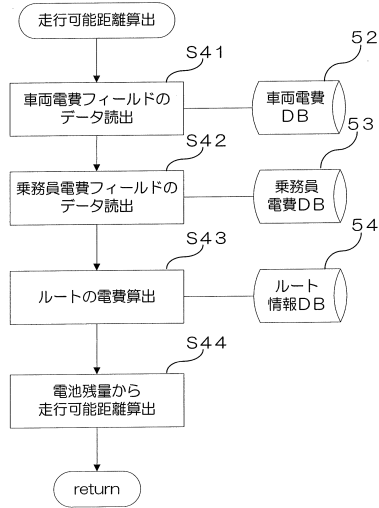 走行可能距離算出
S41
52
車両電費フィールドの
データ読出
車両電費
DB
S42
53
乗務員電費フィールドの
データ読出
乗務員
電費DB
S43
54
ルートの電費算出
ルート
情報DB
S44
電池残量から
走行可能距離算出
return